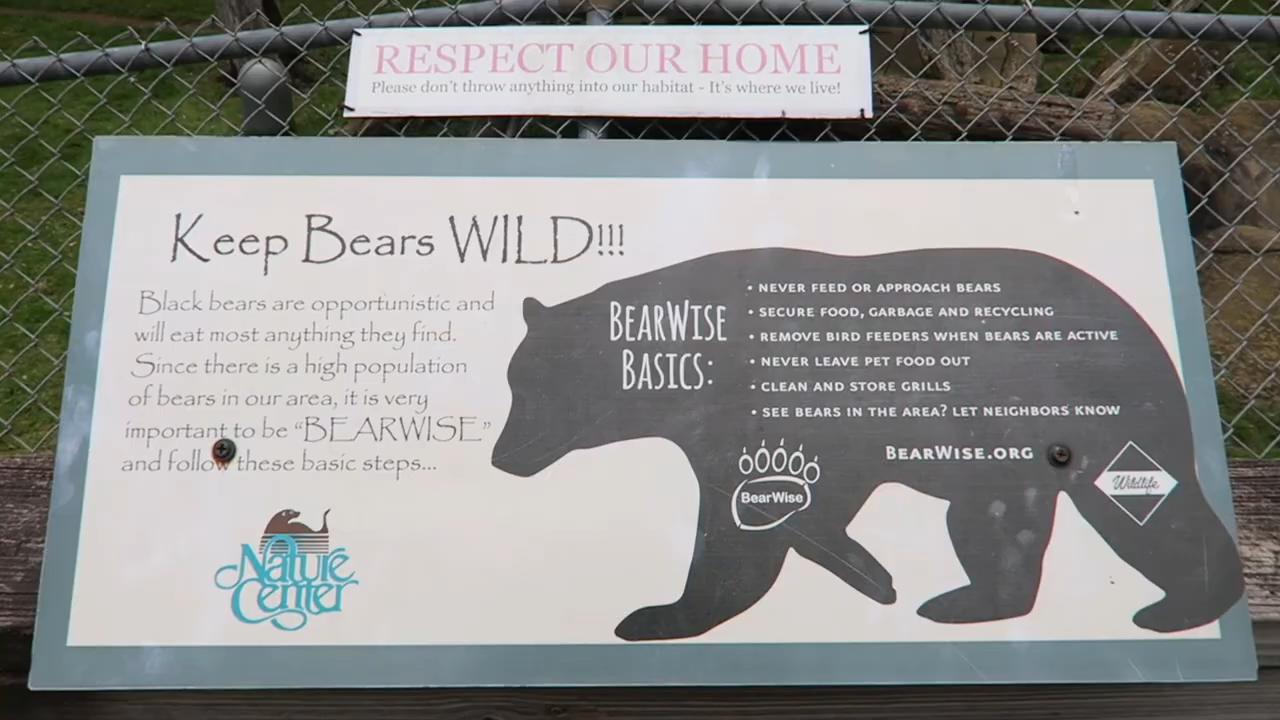 RESPECT OUR HOME
Please don't throw anything into our habitat - It's where we live!
Keep Bears WILD!!!
Black bears are opportunistic and
will eat most anything they find.
Since there is a high population
of bears in our area, it is very
important to be "BEARWISE"
and follow these basic steps...
Nature
Center
BEARWISE
BASICS:
• NEVER FEED OR APPROACH BEARS
• SECURE FOOD, GARBAGE AND RECYCLING
• REMOVE BIRD FEEDERS WHEN BEARS ARE ACTIVE
• NEVER LEAVE PET FOOD OUT
• CLEAN AND STORE GRILLS
• SEE BEARS IN THE AREA? LET NEIGHBORS KNOW
BEARWISE.ORG
BearWise
Wildlife